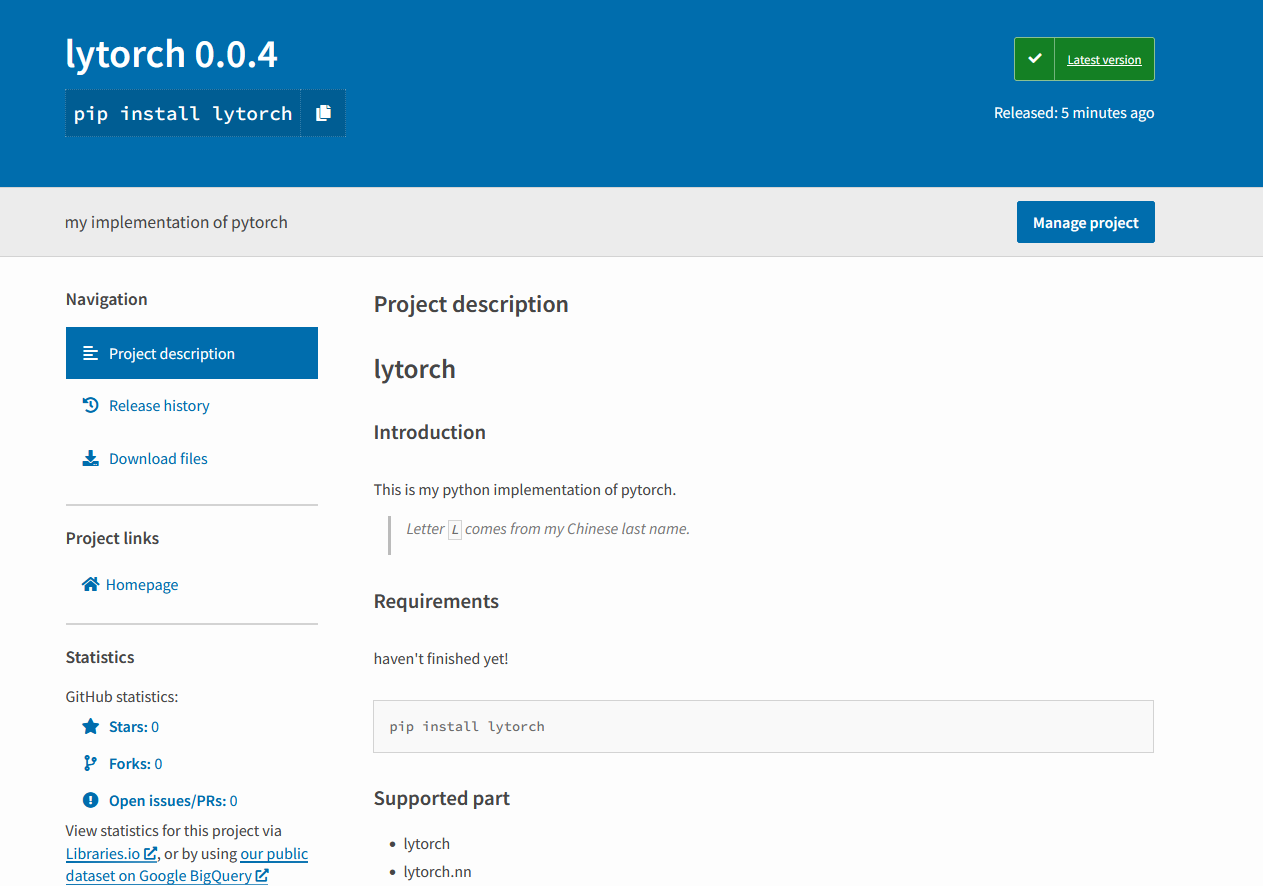 lytorch 0.0.4
pip install lytorch
Latest version
Released: 5 minutes ago
my implementation of pytorch
Manage project
Navigation
Project description
Release history
Download files
Project links
Homepage
Statistics
GitHub statistics:
Stars: 0
Forks: 0
Open issues/PRs: 0
View statistics for this project via
Libraries.io, or by using our public
dataset on Google BigQuery
Project description
lytorch
Introduction
This is my python implementation of pytorch.
Letter L comes from my Chinese last name.
Requirements
haven't finished yet!
pip install lytorch
Supported part
• lytorch
• lytorch.nn